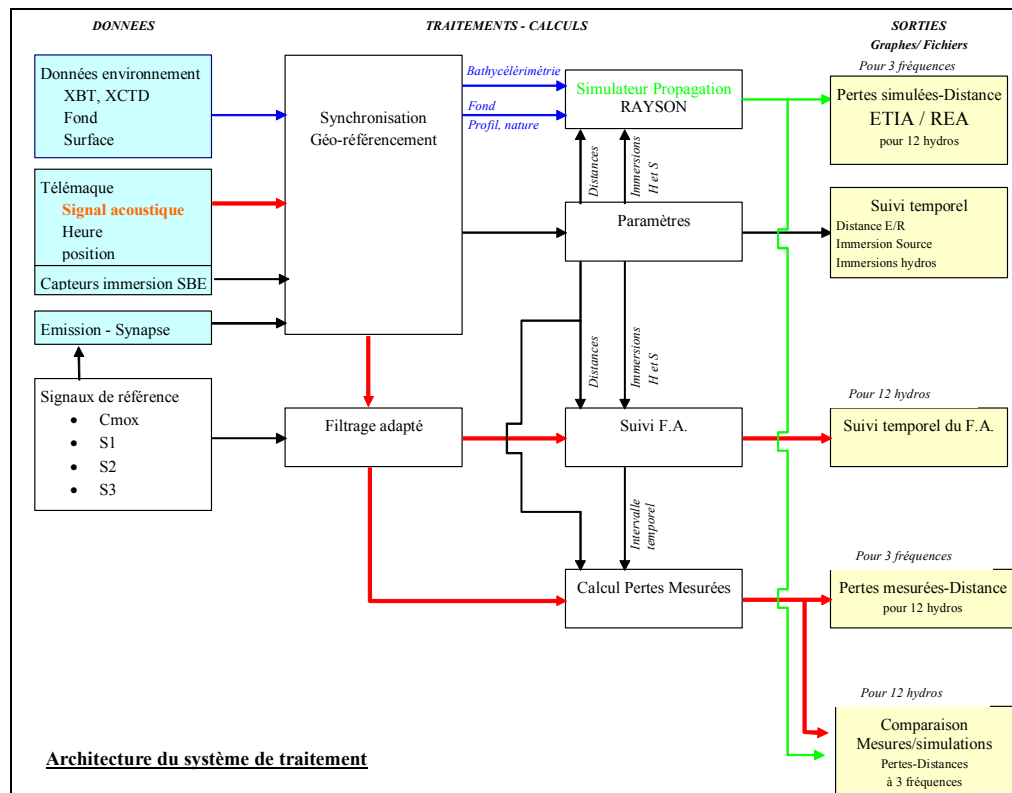 DONNEES
TRAITEMENTS - CALCULS
SORTIES
Graphes/ Fichiers
Données environnement
XBT, XCTD
Fond
Surface
Télémaque
Signal acoustique
Heure
position
Capteurs immersion SBE
Emission - Synapse
Signaux de référence
• Cmox
• S1
• S2
• S3
Synchronisation
Géo-référencement
Bathycélérimétrie
Fond
Profil, nature
Simulateur Propagation
RAYSON
Distances
Immersions
H et S
Paramètres
Distances
Immersions
H et S
Filtrage adapté
Suivi F.A.
Intervalle
temporel
Calcul Pertes Mesurées
Pour 3 fréquences
Pertes simulées-Distance
ETIA / REA
pour 12 hydros
Suivi temporel
Distance E/R
Immersion Source
Immersions hydros
Pour 12 hydros
Suivi temporel du F.A.
Pour 3 fréquences
Pertes mesurées-Distance
pour 12 hydros
Pour 12 hydros
Comparaison
Mesures/simulations
Pertes-Distances
à 3 fréquences
Architecture du système de traitement